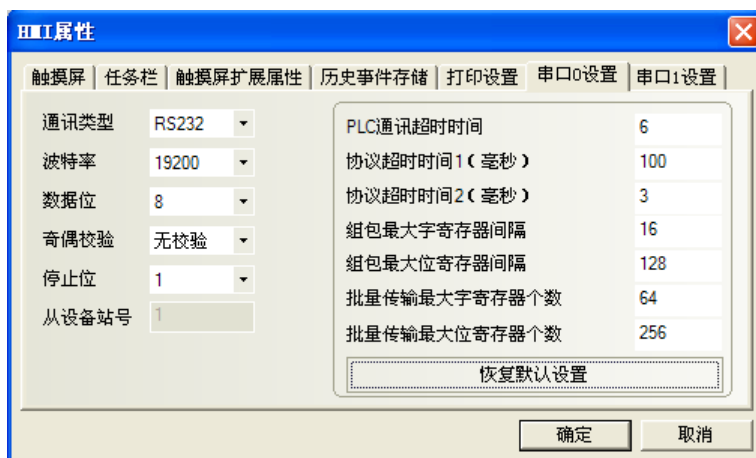 HMI属性
触摸屏 任务栏 触摸屏扩展属性 历史事件存储 打印设置 串口0设置 串口1设置
通讯类型 RS232
波特率 19200
数据位 8
奇偶校验 无校验
停止位 1
从设备站号 1
PLC通讯超时时间 6
协议超时时间1(毫秒) 100
协议超时时间2(毫秒) 3
组包最大字寄存器间隔 16
组包最大位寄存器间隔 128
批量传输最大字寄存器个数 64
批量传输最大位寄存器个数 256
恢复默认设置
确定 取消